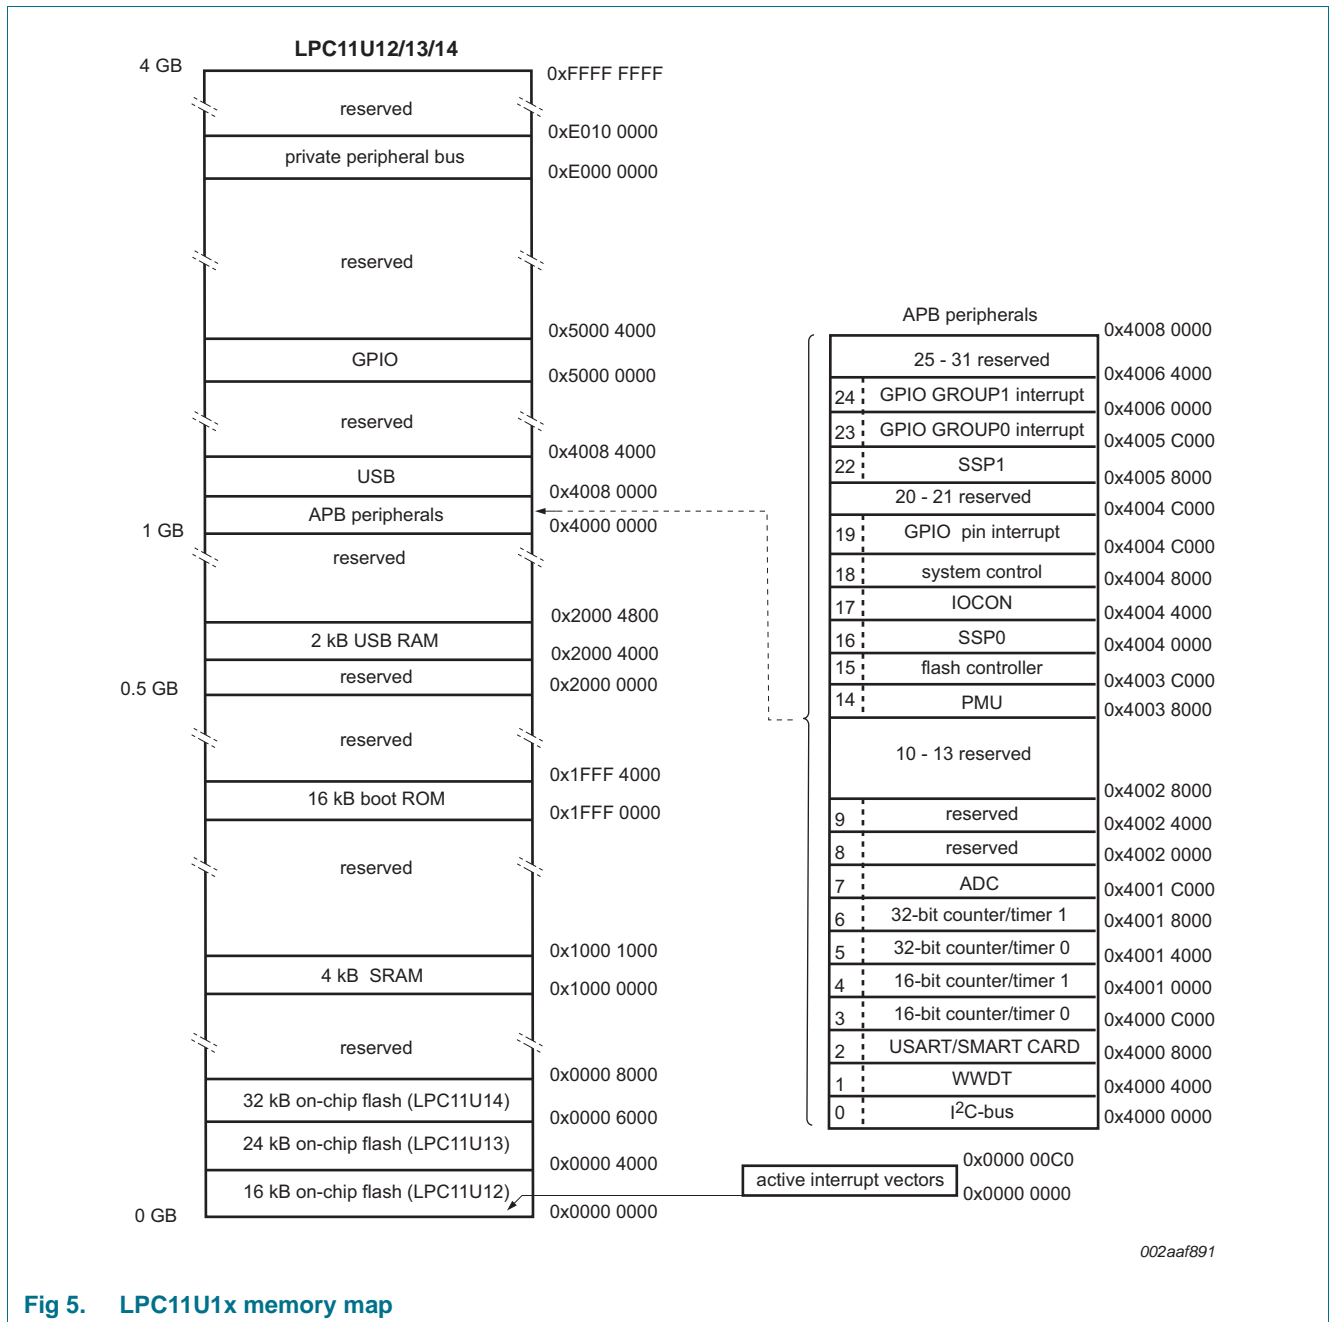 LPC11U12/13/14
4 GB
0xFFFF FFFF
reserved
0xE010 0000
private peripheral bus
0xE000 0000
reserved
0x5000 4000
GPIO
0x5000 0000
reserved
0x4008 4000
USB
0x4008 0000
APB peripherals
0x4000 0000
1 GB
reserved
0x2000 4800
2 kB USB RAM
0x2000 4000
reserved
0x2000 0000
0.5 GB
reserved
0x1FFF 4000
16 kB boot ROM
0x1FFF 0000
reserved
0x1000 1000
4 kB SRAM
0x1000 0000
reserved
0x0000 8000
32 kB on-chip flash (LPC11U14)
0x0000 6000
24 kB on-chip flash (LPC11U13)
0x0000 4000
16 kB on-chip flash (LPC11U12)
0x0000 0000
0 GB
APB peripherals
0x4008 0000
25 - 31 reserved
0x4006 4000
24 GPIO GROUP1 interrupt
0x4006 0000
23 GPIO GROUP0 interrupt
0x4005 C000
22 SSP1
0x4005 8000
20 - 21 reserved
0x4004 C000
19 GPIO pin interrupt
0x4004 C000
18 system control
0x4004 8000
17 IOCON
0x4004 4000
16 SSP0
0x4004 0000
15 flash controller
0x4003 C000
14 PMU
0x4003 8000
10 - 13 reserved
0x4002 8000
9 reserved
0x4002 4000
8 reserved
0x4002 0000
7 ADC
0x4001 C000
6 32-bit counter/timer 1
0x4001 8000
5 32-bit counter/timer 0
0x4001 4000
4 16-bit counter/timer 1
0x4001 0000
3 16-bit counter/timer 0
0x4000 C000
2 USART/SMART CARD
0x4000 8000
1 WWDT
0x4000 4000
0 I2C-bus
0x4000 0000
0x0000 00C0
active interrupt vectors
0x0000 0000
002aaf891
Fig 5. LPC11U1x memory map